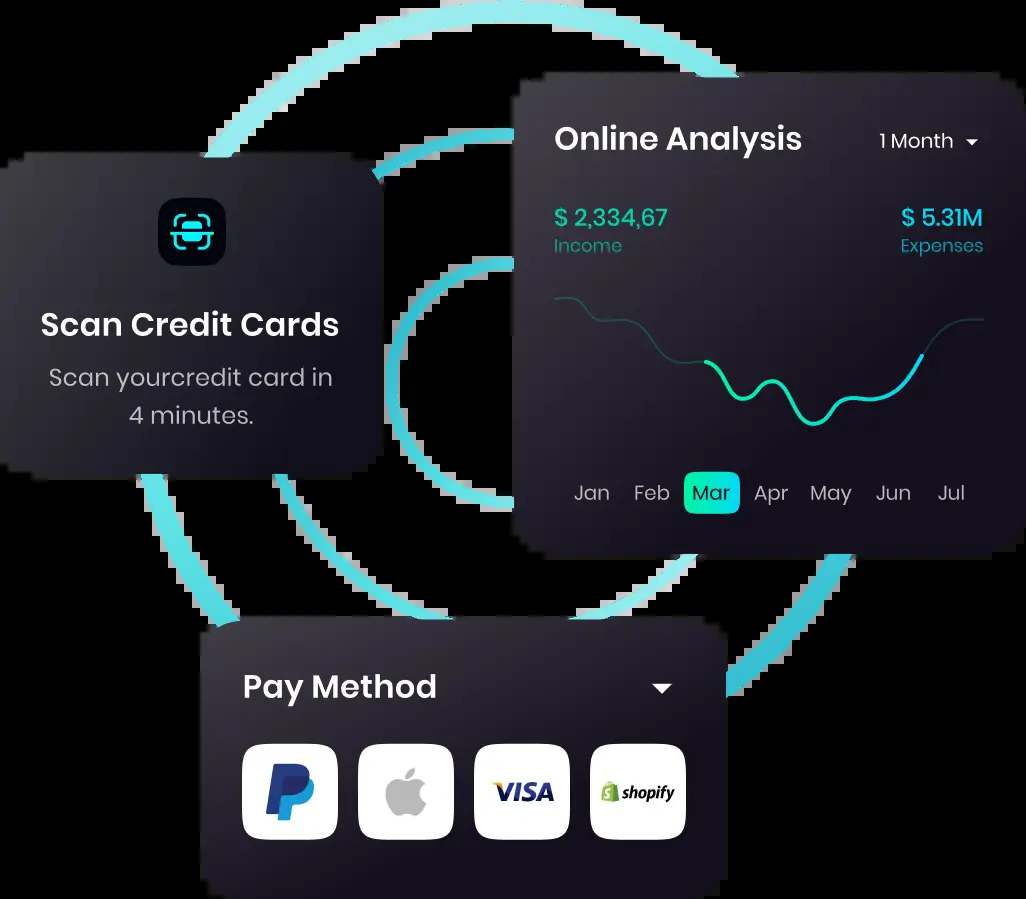 Online Analysis
1 Month
$ 2,334,67
$ 5.31M
Income
Expenses
Scan Credit Cards
Scan yourcredit card in
4 minutes.
Jan Feb Mar Apr May Jun Jul
Pay Method
VISA
shopify